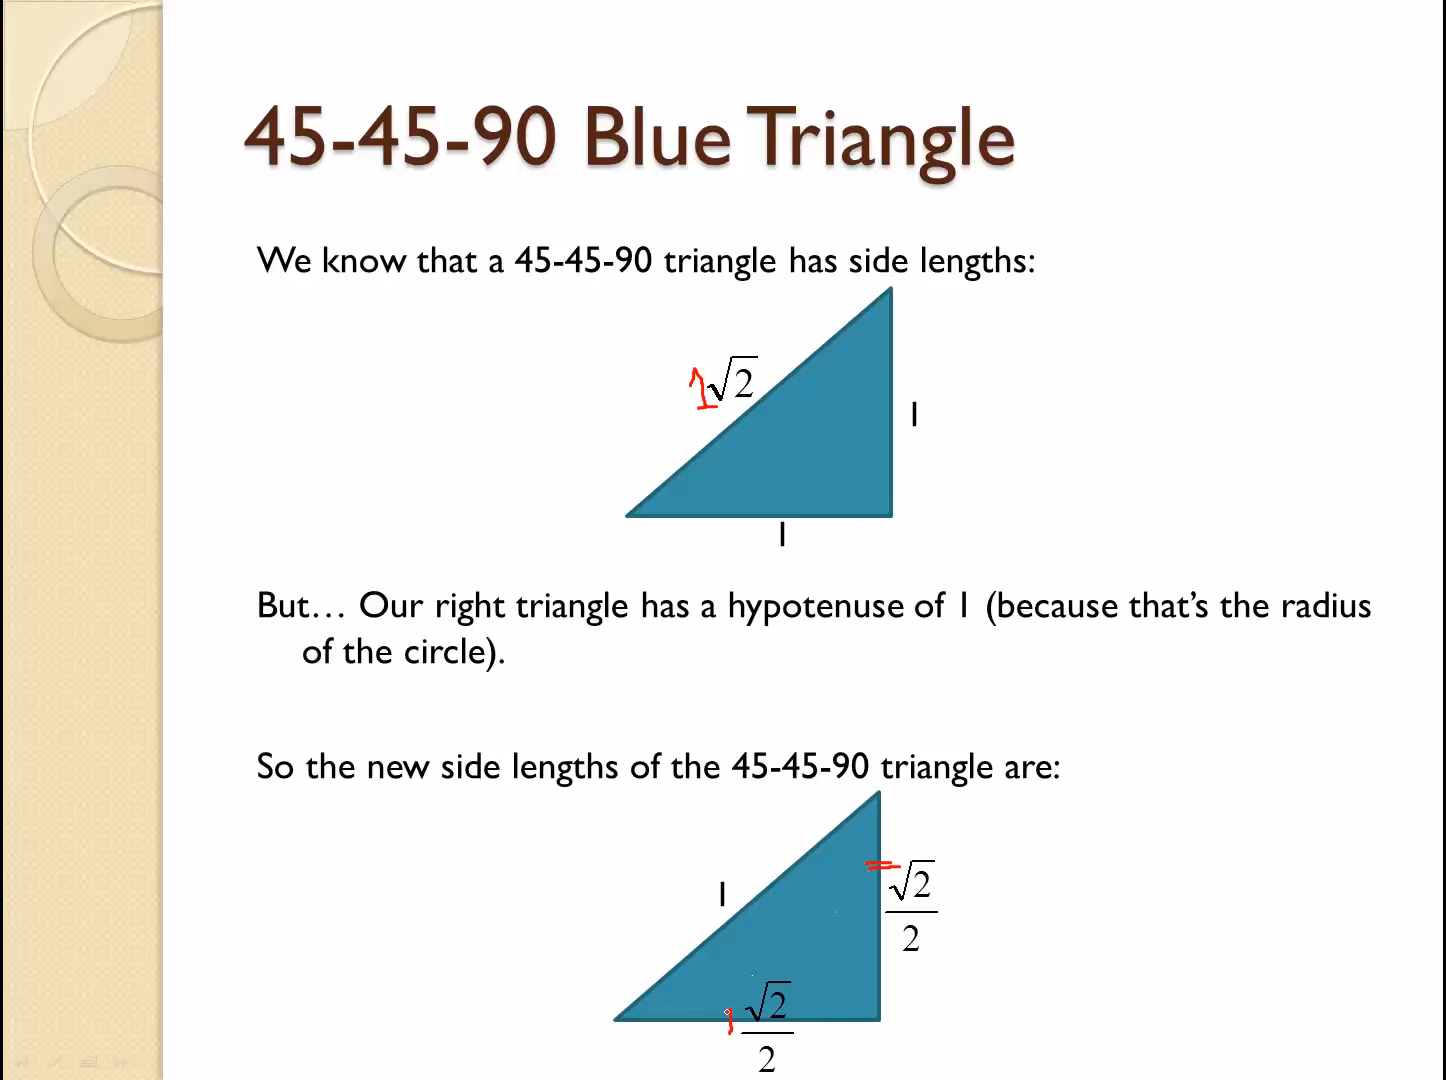 45-45-90 Blue Triangle
We know that a 45-45-90 triangle has side lengths:
1√2
1
1
But… Our right triangle has a hypotenuse of 1 (because that’s the radius
of the circle).
So the new side lengths of the 45-45-90 triangle are:
1
√2/2
√2/2